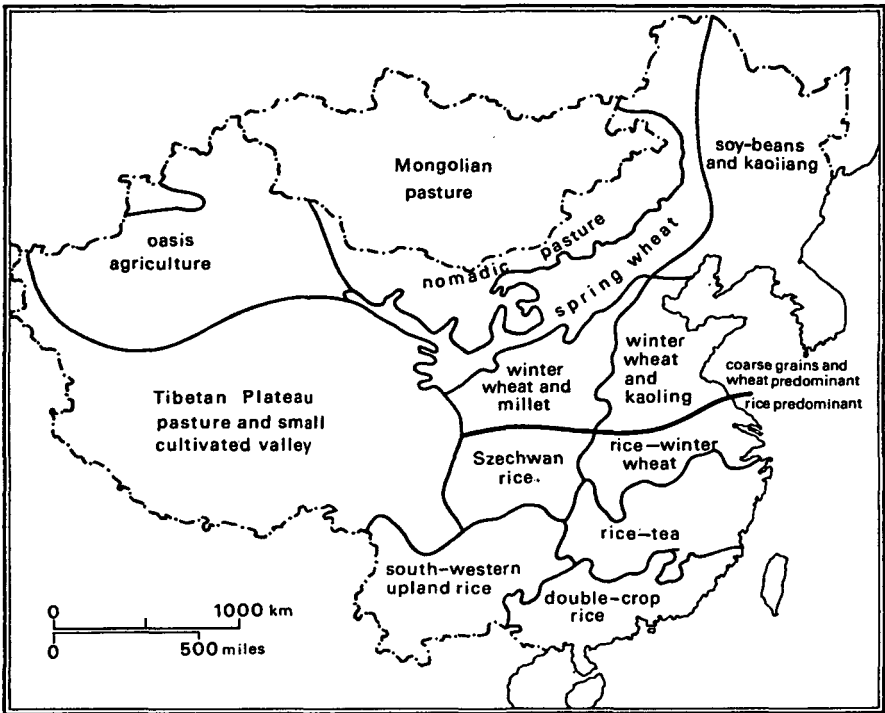 soy-beans
and kaoliang
Mongolian
pasture
oasis
agriculture
nomadic pasture
spring wheat
winter
wheat and
millet
winter
wheat
and
kaoling
coarse grains and
wheat predominant
rice predominant
Tibetan Plateau
pasture and small
cultivated valley
Szechwan
rice
rice-winter
wheat
rice-tea
south-western
upland rice
double-crop
rice
0 1000 km
0 500 miles